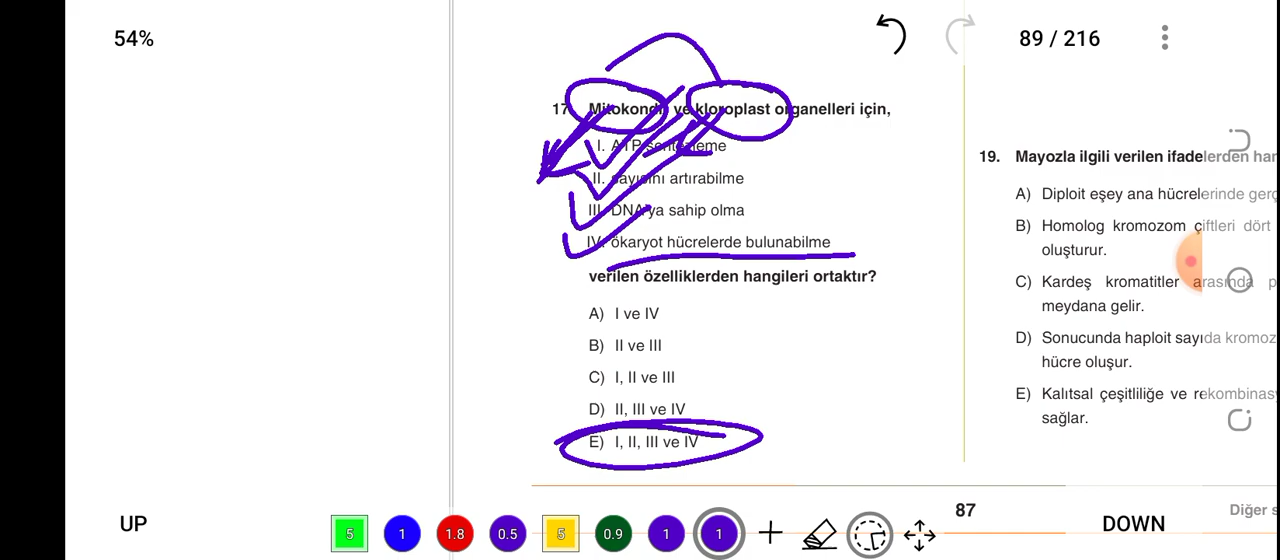 54%
89 / 216
17. Mitokondri ve kloroplast organelleri için,
I. ATP sentezleme
II. sayısını artırabilme
III. DNA'ya sahip olma
IV. ökaryot hücrelerde bulunabilme
verilen özelliklerden hangileri ortaktır?
A) I ve IV
B) II ve III
C) I, II ve III
D) II, III ve IV
E) I, II, III ve IV
19. Mayozla ilgili verilen ifadelerden
A) Diploit eşey ana hücrelerinde
B) Homolog kromozom çiftleri dört
oluşturur.
C) Kardeş kromatitler arasında
meydana gelir.
D) Sonucunda haploit sayıda
hücre oluşur.
E) Kalıtsal çeşitliliğe ve
sağlar.
87
Diğer
UP
5 1 1.8 0.5 5 0.9 1 1
DOWN